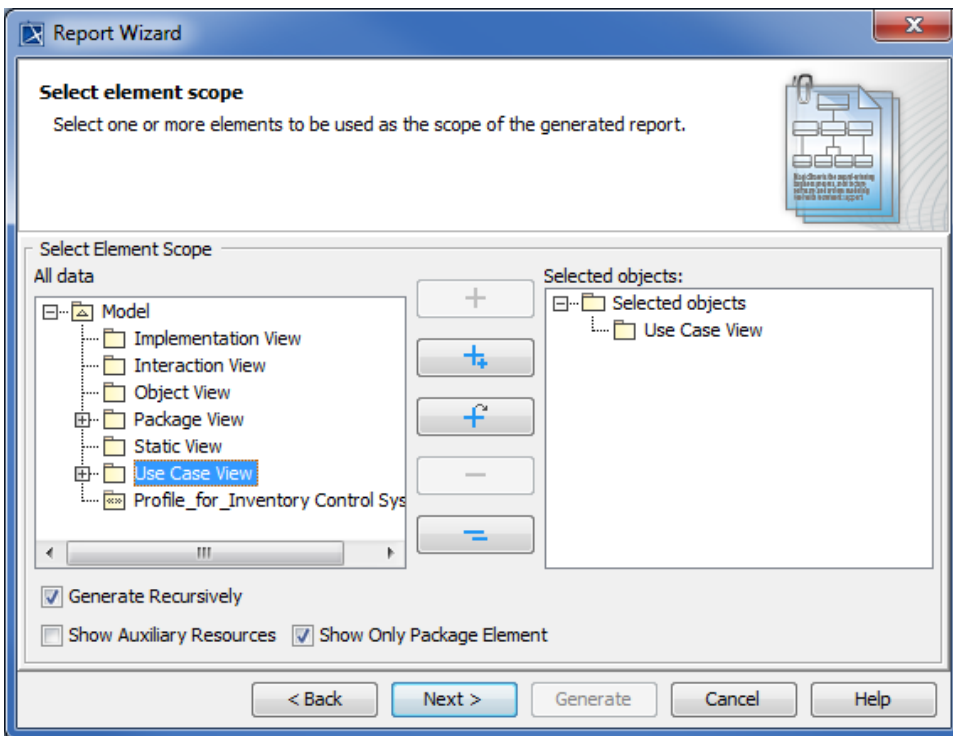 Report Wizard
Select element scope
Select one or more elements to be used as the scope of the generated report.
Select Element Scope
All data
Model
Implementation View
Interaction View
Object View
Package View
Static View
Use Case View
Profile_for_Inventory Control Sys
Selected objects:
Selected objects
Use Case View
Generate Recursively
Show Auxiliary Resources
Show Only Package Element
< Back
Next >
Generate
Cancel
Help